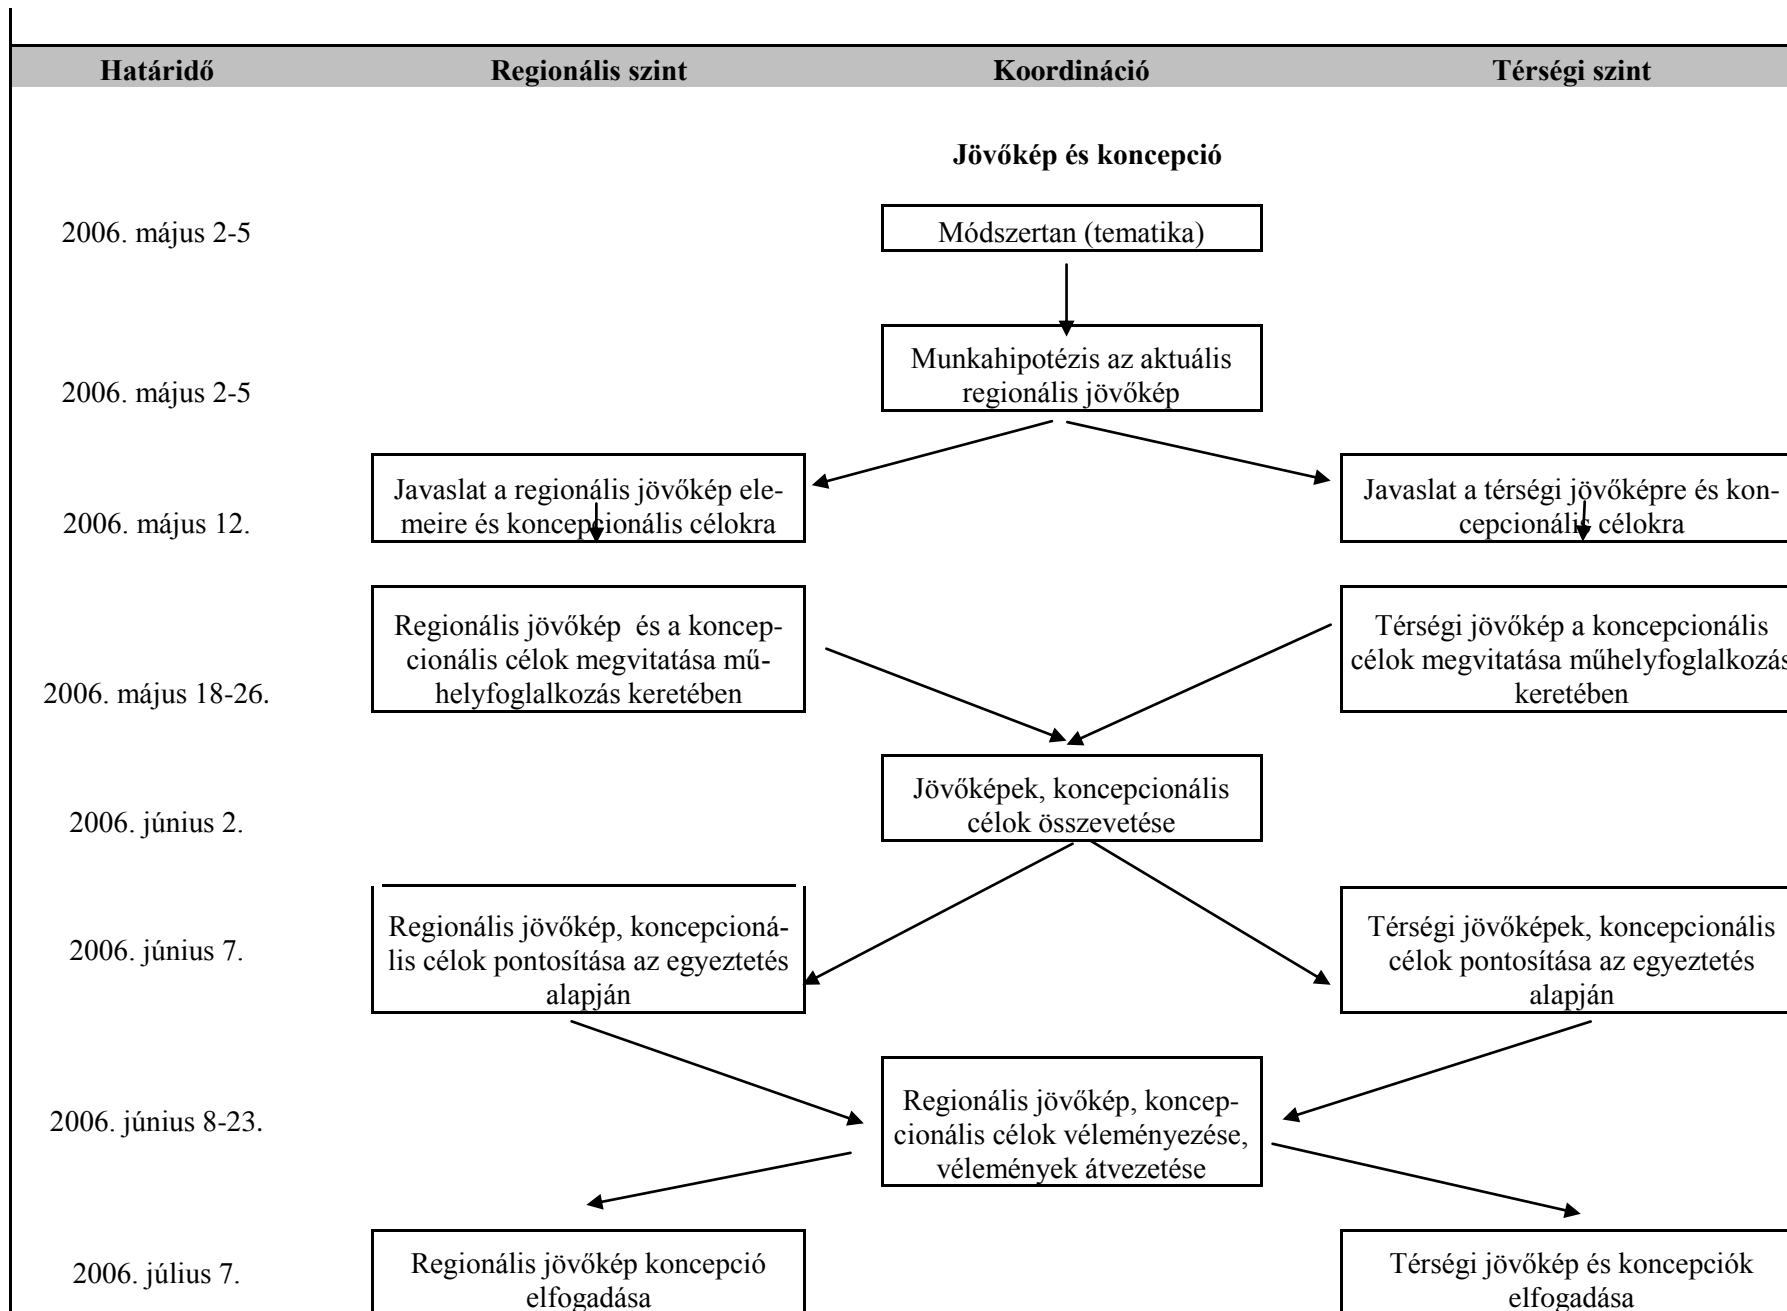 Határidő Regionális szint Koordináció Térségi szint
Jövőkép és koncepció
2006. május 2-5
Módszertan (tematika)
2006. május 2-5
Munkahipotézis az aktuális
regionális jövőkép
2006. május 12.
Javaslat a regionális jövőkép ele-
meire és koncepcionális célokra
Javaslat a térségi jövőképre és kon-
cepcionális célokra
2006. május 18-26.
Regionális jövőkép és a koncep-
cionális célok megvitatása mű-
helyfoglalkozás keretében
Térségi jövőkép a koncepcionális
célok megvitatása műhelyfoglalkozás
keretében
2006. június 2.
Jövőképek, koncepcionális
célok összevetése
2006. június 7.
Regionális jövőkép, koncepcioná-
lis célok pontosítása az egyeztetés
alapján
Térségi jövőképek, koncepcionális
célok pontosítása az egyeztetés
alapján
2006. június 8-23.
Regionális jövőkép, koncep-
cionális célok véleményezése,
vélemények átvezetése
2006. július 7.
Regionális jövőkép koncepció
elfogadása
Térségi jövőkép és koncepciók
elfogadása